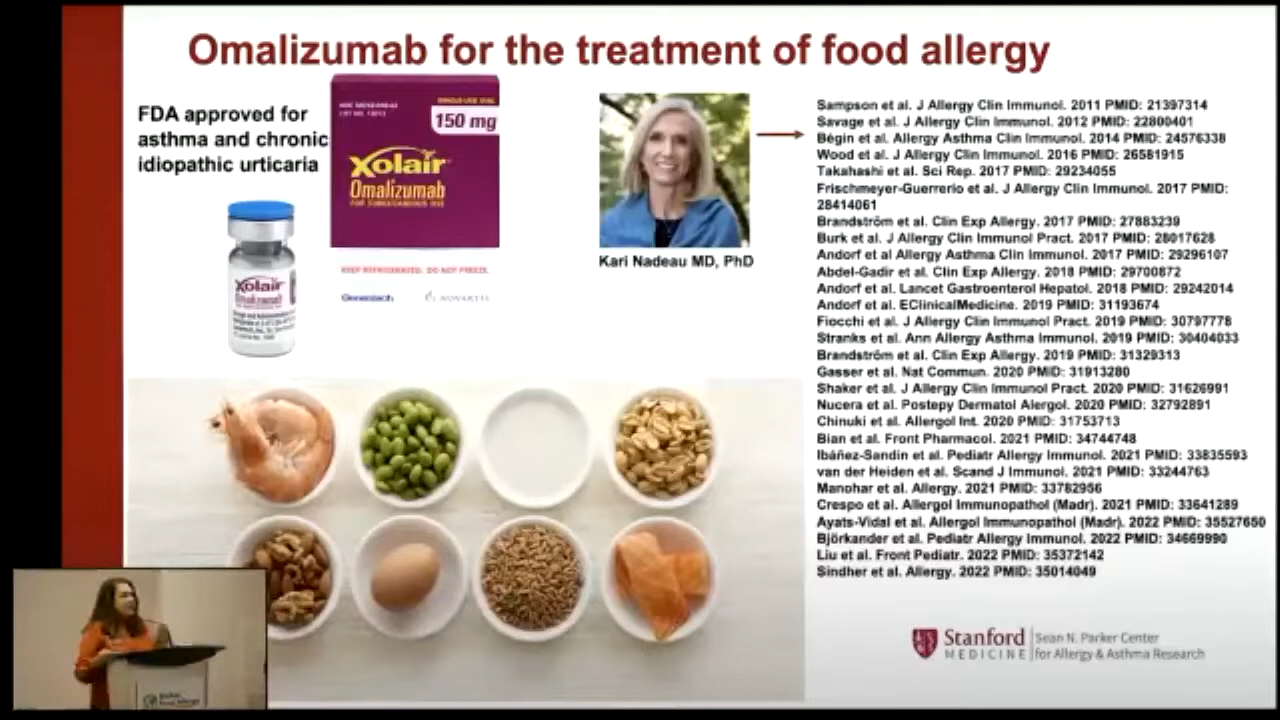 Omalizumab for the treatment of food allergy
FDA approved for
asthma and chronic
idiopathic urticaria
150 mg
Xolair
Omalizumab
FOR SUBCUTANEOUS USE
KEEP REFRIGERATED. DO NOT FREEZE.
Genentech
NOVARTIS
Xolair
Omalizumab
Kari Nadeau MD, PhD
Sampson et al. J Allergy Clin Immunol. 2011 PMID: 21397314
Savage et al. J Allergy Clin Immunol. 2012 PMID: 22800401
Bégin et al. Allergy Asthma Clin Immunol. 2014 PMID: 24576338
Wood et al. J Allergy Clin Immunol. 2016 PMID: 26581915
Takahashi et al. Sci Rep. 2017 PMID: 29234055
Frischmeyer-Guerrerio et al. J Allergy Clin Immunol. 2017 PMID:
28414061
Brandström et al. Clin Exp Allergy. 2017 PMID: 27883239
Burk et al. J Allergy Clin Immunol Pract. 2017 PMID: 28017628
Andorf et al Allergy Asthma Clin Immunol. 2017 PMID: 29296107
Abdel-Gadir et al. Clin Exp Allergy. 2018 PMID: 29700872
Andorf et al. Lancet Gastroenterol Hepatol. 2018 PMID: 29242014
Andorf et al. EClinicalMedicine. 2019 PMID: 31193674
Fiocchi et al. J Allergy Clin Immunol Pract. 2019 PMID: 30797778
Stranks et al. Ann Allergy Asthma Immunol. 2019 PMID: 30404033
Brandström et al. Clin Exp Allergy. 2019 PMID: 31329313
Gasser et al. Nat Commun. 2020 PMID: 31913280
Shaker et al. J Allergy Clin Immunol Pract. 2020 PMID: 31626991
Nucera et al. Postepy Dermatol Alergol. 2020 PMID: 32792891
Chinuki et al. Allergol Int. 2020 PMID: 31753713
Bian et al. Front Pharmacol. 2021 PMID: 34744748
Ibáñez-Sandin et al. Pediatr Allergy Immunol. 2021 PMID: 33835593
van der Heiden et al. Scand J Immunol. 2021 PMID: 33244763
Manohar et al. Allergy. 2021 PMID: 33782956
Crespo et al. Allergol Immunopathol (Madr). 2021 PMID: 33641289
Ayats-Vidal et al. Allergol Immunopathol (Madr). 2022 PMID: 35527650
Björkander et al. Pediatr Allergy Immunol. 2022 PMID: 34669990
Liu et al. Front Pediatr. 2022 PMID: 35372142
Sindher et al. Allergy. 2022 PMID: 35014049
Stanford
MEDICINE
Sean N. Parker Center
for Allergy & Asthma Research